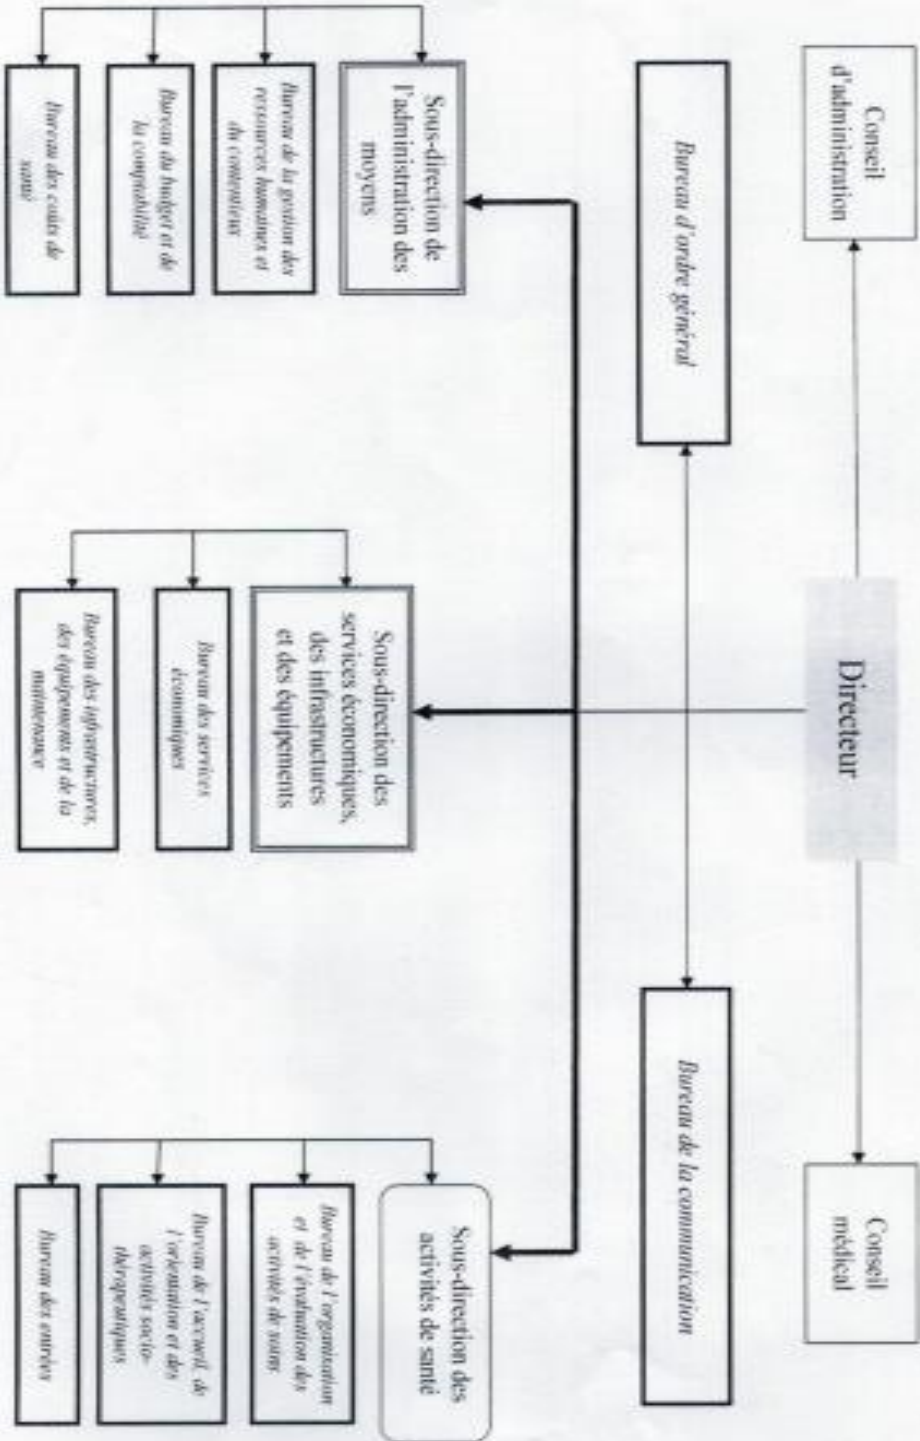 Conseil
d'administration
Directeur
Conseil
médical
Bureau d'ordre général
Bureau de la communication
Sous-direction de
l'administration des
moyens
Bureau de la gestion des
ressources humaines et
du contentieux
Bureau du budget et de
la comptabilité
Bureau des coûts de
santé
Sous-direction des
services économiques,
des infrastructures
et des équipements
Bureau des services
économiques
Bureau des infrastructures,
des équipements et de la
maintenance
Sous-direction des
activités de santé
Bureau de l'organisation
et de l'évaluation des
activités de soins
Bureau de l'accueil, de
l'orientation et des
activités socio-
thérapeutiques
Bureau des entrées